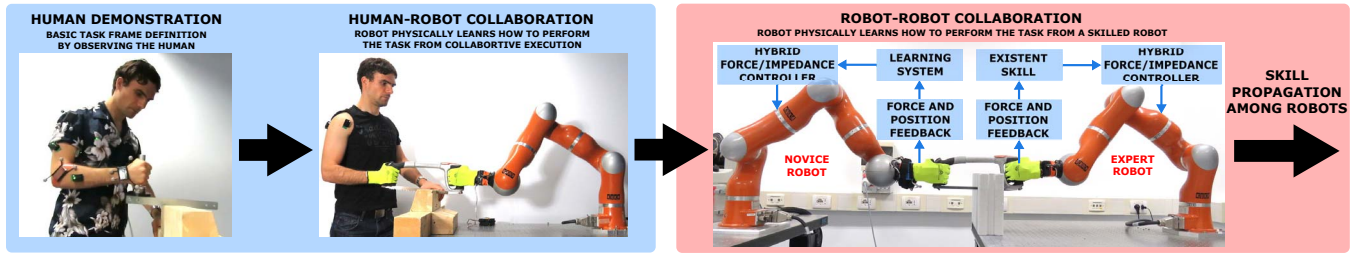 HUMAN DEMONSTRATION
BASIC TASK FRAME DEFINITION
BY OBSERVING THE HUMAN
HUMAN-ROBOT COLLABORATION
ROBOT PHYSICALLY LEANRS HOW TO PERFORM
THE TASK FROM COLLABORTIVE EXECUTION
ROBOT-ROBOT COLLABORATION
ROBOT PHYSICALLY LEARNS HOW TO PERFORM THE TASK FROM A SKILLED ROBOT
HYBRID
FORCE/IMPEDANCE
CONTROLLER
LEARNING
SYSTEM
EXISTENT
SKILL
HYBRID
FORCE/IMPEDANCE
CONTROLLER
FORCE AND
POSITION
FEEDBACK
FORCE AND
POSITION
FEEDBACK
NOVICE
ROBOT
EXPERT
ROBOT
SKILL
PROPAGATION
AMONG ROBOTS